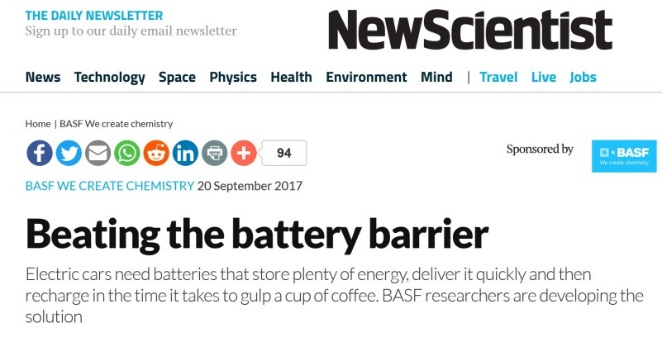 THE DAILY NEWSLETTER
Sign up to our daily email newsletter
NewScientist
News Technology Space Physics Health Environment Mind | Travel Live Jobs
Home | BASF We create chemistry
94
Sponsored by
BASF
We create chemistry
BASF WE CREATE CHEMISTRY 20 September 2017
Beating the battery barrier
Electric cars need batteries that store plenty of energy, deliver it quickly and then
recharge in the time it takes to gulp a cup of coffee. BASF researchers are developing the
solution